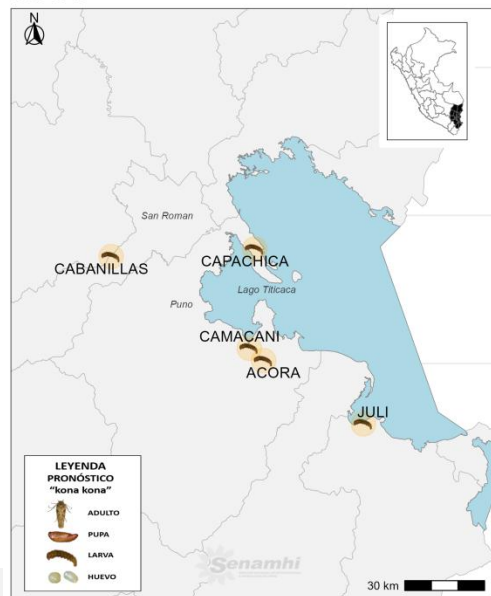 N
San Roman
CABANILLAS
CAPACHICA
Lago Titicaca
Puno
CAMACANI
ACORA
JULI
LEYENDA
PRONÓSTICO
"kona kona"
ADULTO
PUPA
LARVA
HUEVO
Senamhi
30 km